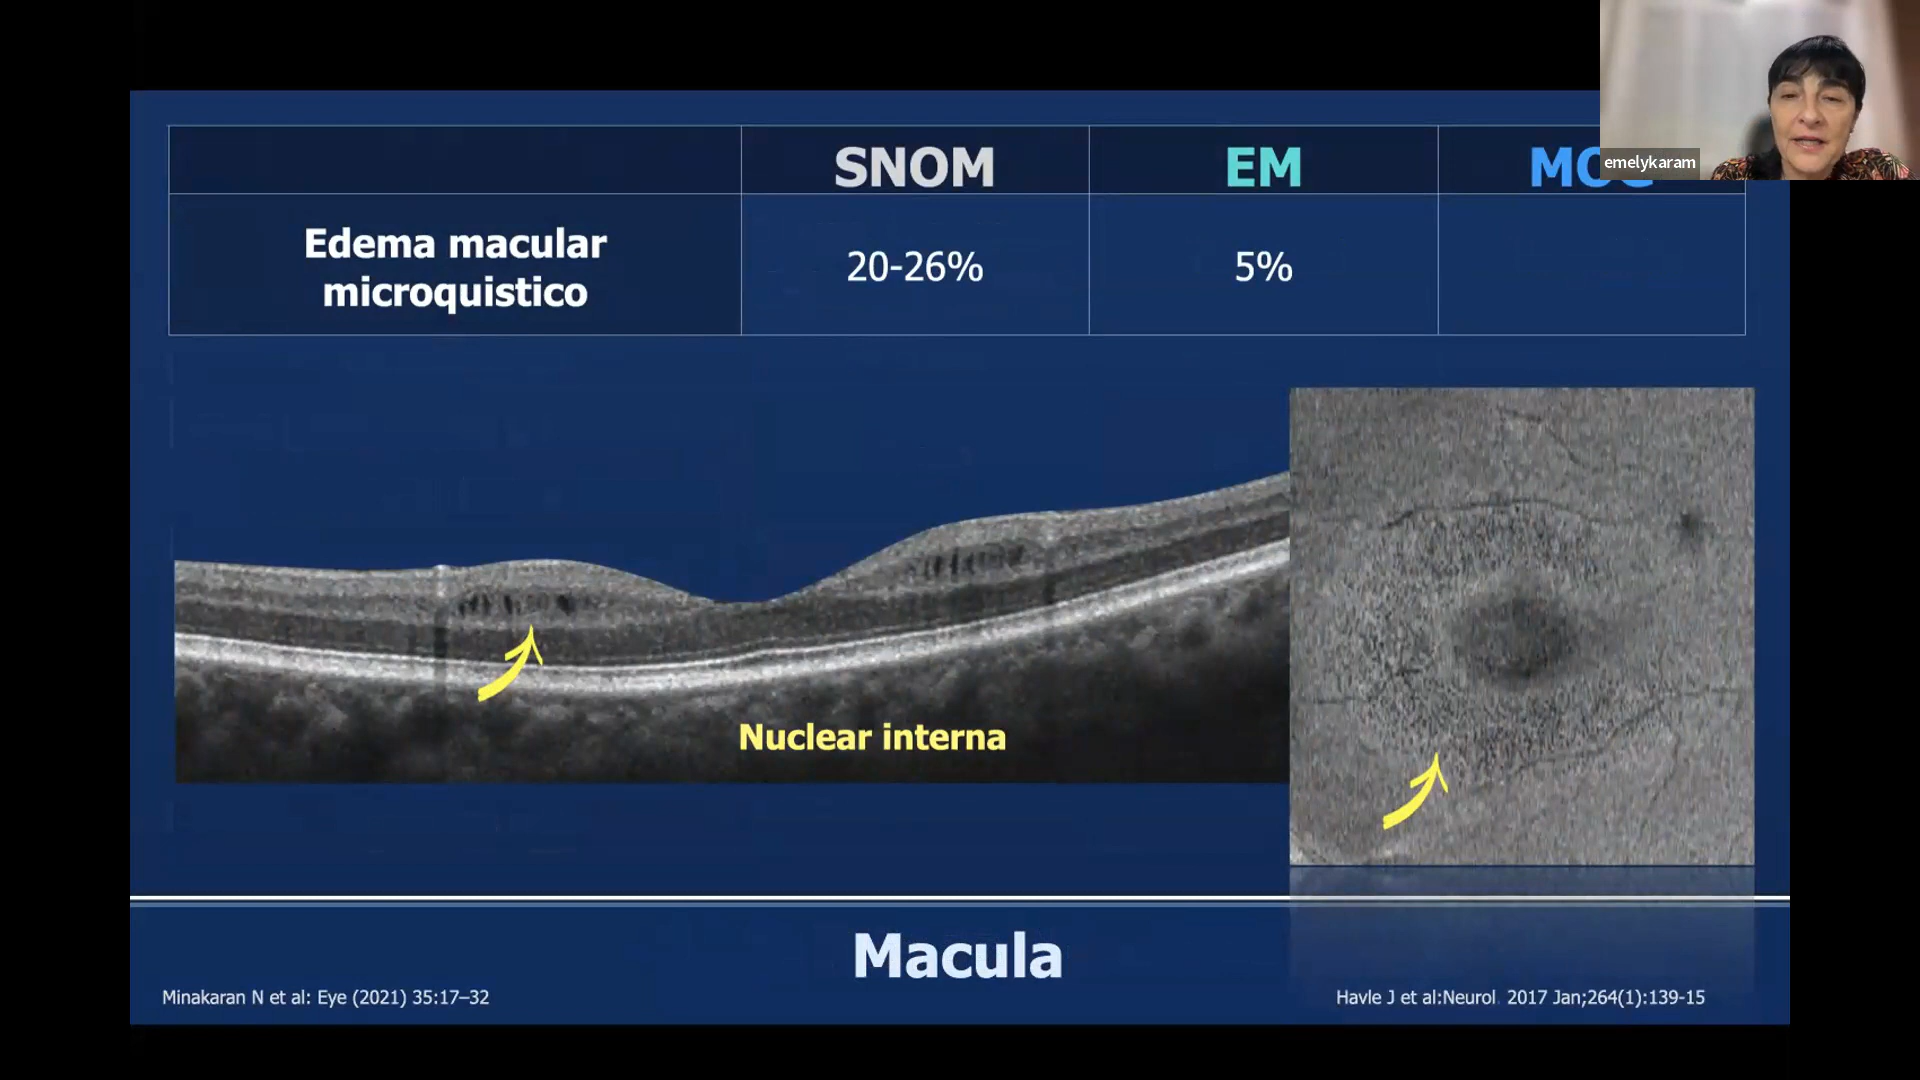 emelykaram
SNOM
EM
Edema macular
microquistico
20-26%
5%
Nuclear interna
Macula
Minakaran N et al: Eye (2021) 35:17–32
Havle J et al:Neurol 2017 Jan;264(1):139-15